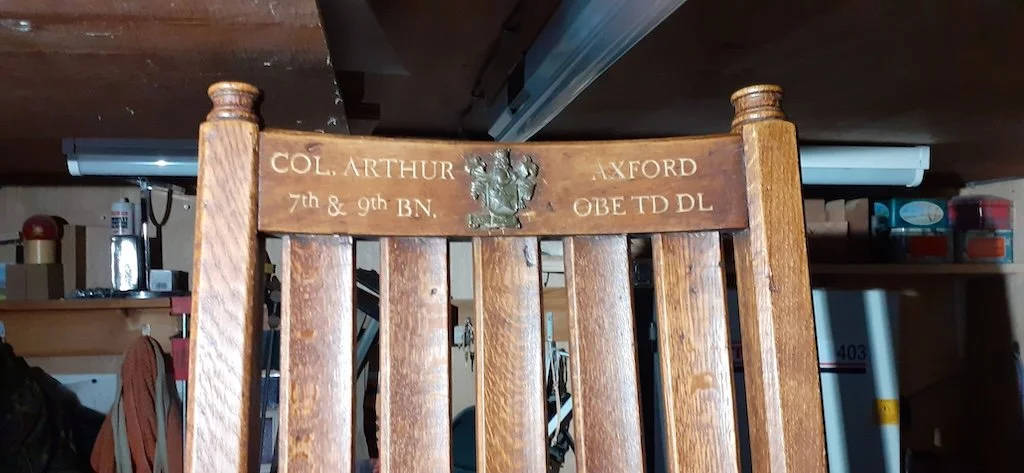 COL. ARTHUR AXFORD
7th & 9th BN. OBE TD DL
403